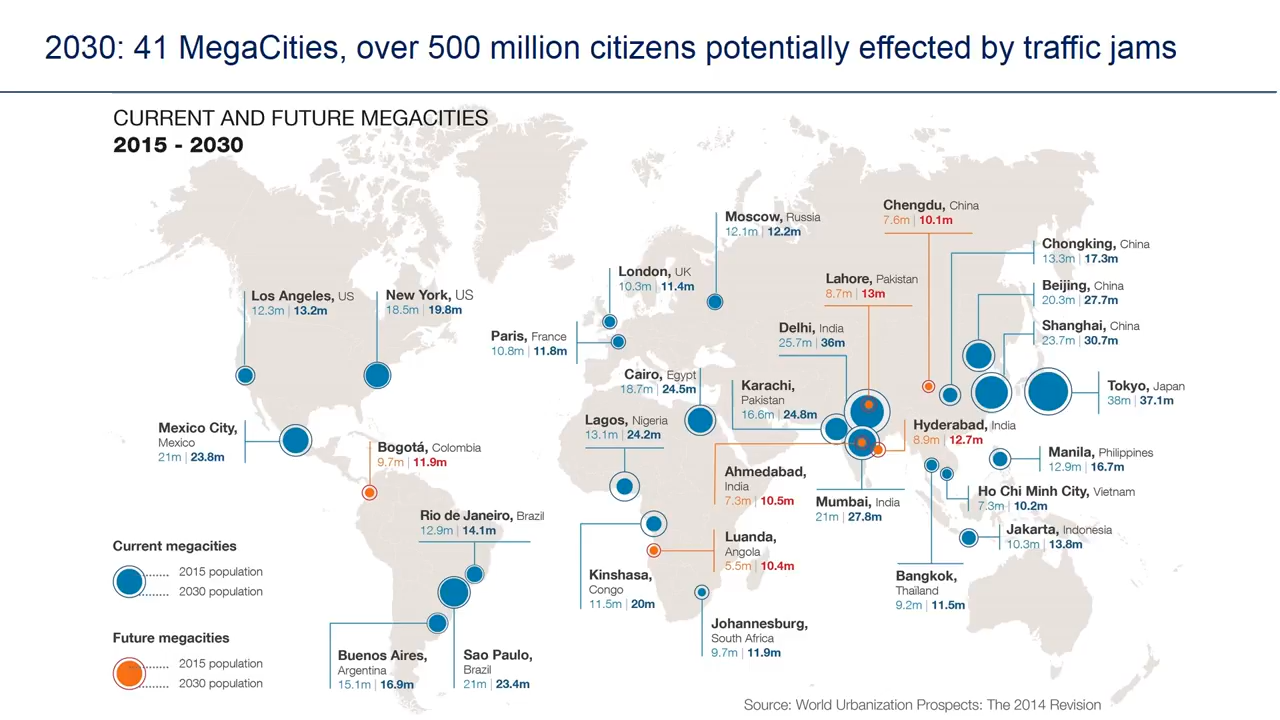 2030: 41 MegaCities, over 500 million citizens potentially effected by traffic jams
CURRENT AND FUTURE MEGACITIES
2015 - 2030
Moscow, Russia
12.1m | 12.2m
Chengdu, China
7.6m | 10.1m
Chongking, China
13.3m | 17.3m
London, UK
10.3m | 11.4m
Lahore, Pakistan
8.7m | 13m
Beijing, China
20.3m | 27.7m
Los Angeles, US
12.3m | 13.2m
New York, US
18.5m | 19.8m
Paris, France
10.8m | 11.8m
Delhi, India
25.7m | 36m
Shanghai, China
23.7m | 30.7m
Cairo, Egypt
18.7m | 24.5m
Karachi,
Pakistan
16.6m | 24.8m
Tokyo, Japan
38m | 37.1m
Mexico City,
Mexico
21m | 23.8m
Bogotá, Colombia
9.7m | 11.9m
Lagos, Nigeria
13.1m | 24.2m
Hyderabad, India
8.9m | 12.7m
Manila, Philippines
12.9m | 16.7m
Ahmedabad,
India
7.3m | 10.5m
Mumbai, India
21m | 27.8m
Ho Chi Minh City, Vietnam
7.3m | 10.2m
Rio de Janeiro, Brazil
12.9m | 14.1m
Jakarta, Indonesia
10.3m | 13.8m
Luanda,
Angola
5.5m | 10.4m
Kinshasa,
Congo
11.5m | 20m
Bangkok,
Thailand
9.2m | 11.5m
Johannesburg,
South Africa
9.7m | 11.9m
Buenos Aires,
Argentina
15.1m | 16.9m
Sao Paulo,
Brazil
21m | 23.4m
Current megacities
2015 population
2030 population
Future megacities
2015 population
2030 population
Source: World Urbanization Prospects: The 2014 Revision